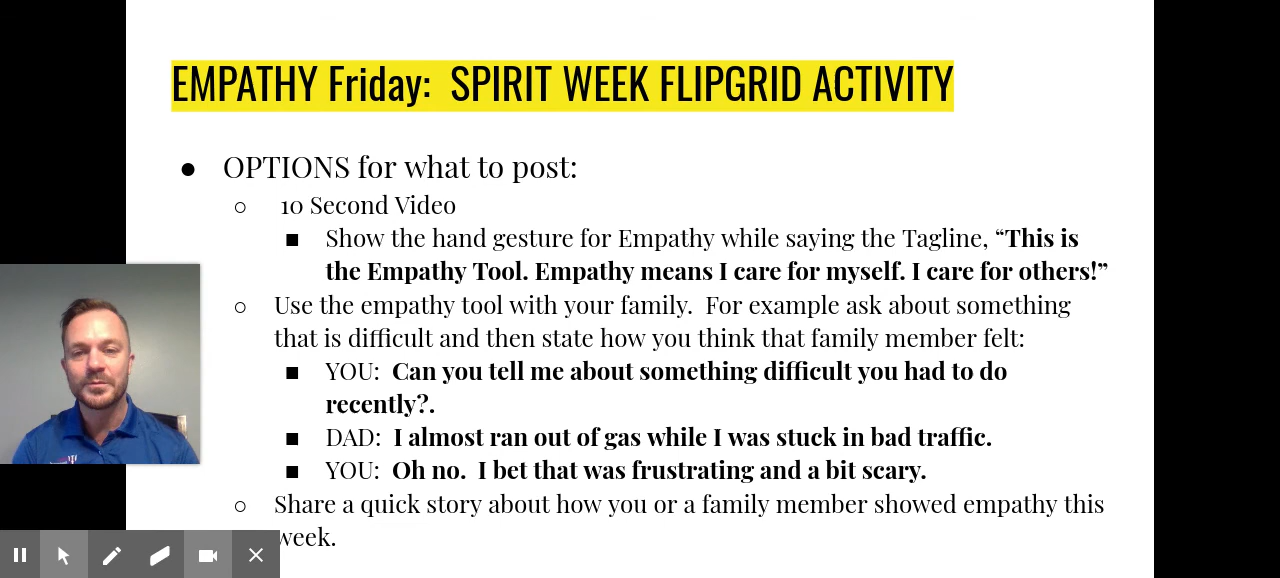 EMPATHY Friday: SPIRIT WEEK FLIPGRID ACTIVITY
● OPTIONS for what to post:
○ 10 Second Video
■ Show the hand gesture for Empathy while saying the Tagline, “This is
the Empathy Tool. Empathy means I care for myself. I care for others!”
○ Use the empathy tool with your family. For example ask about something
that is difficult and then state how you think that family member felt:
■ YOU: Can you tell me about something difficult you had to do
recently?.
■ DAD: I almost ran out of gas while I was stuck in bad traffic.
■ YOU: Oh no. I bet that was frustrating and a bit scary.
○ Share a quick story about how you or a family member showed empathy this
week.